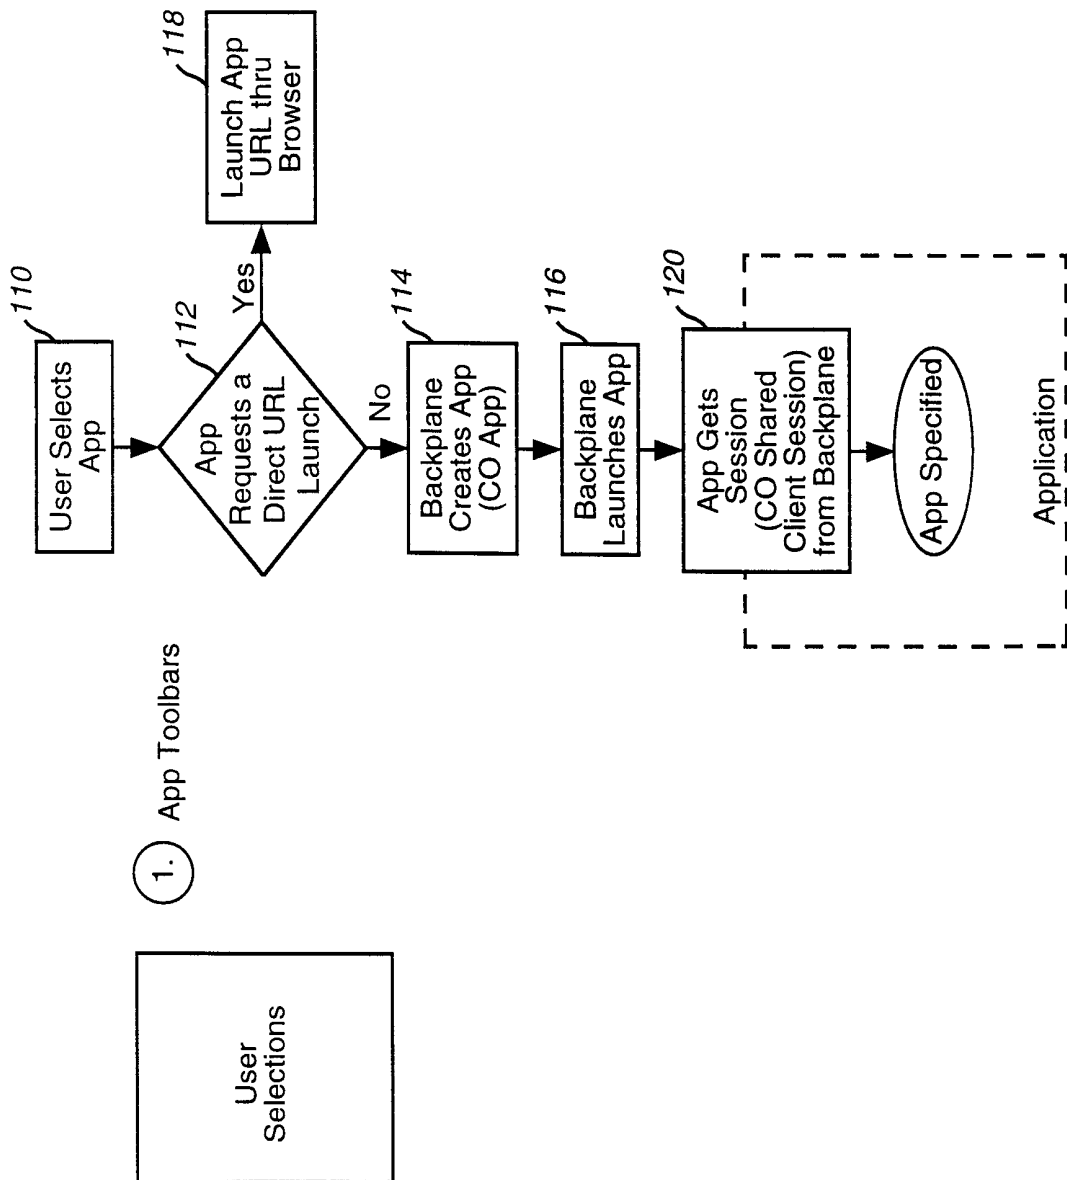 User
Selections
1.
App Toolbars
110
User Selects
App
112
App
Requests a
Direct URL
Launch
Yes
118
Launch App
URL thru
Browser
No
114
Backplane
Creates App
(CO App)
116
Backplane
Launches App
120
App Gets
Session
(CO Shared
Client Session)
from Backplane
App Specified
Application